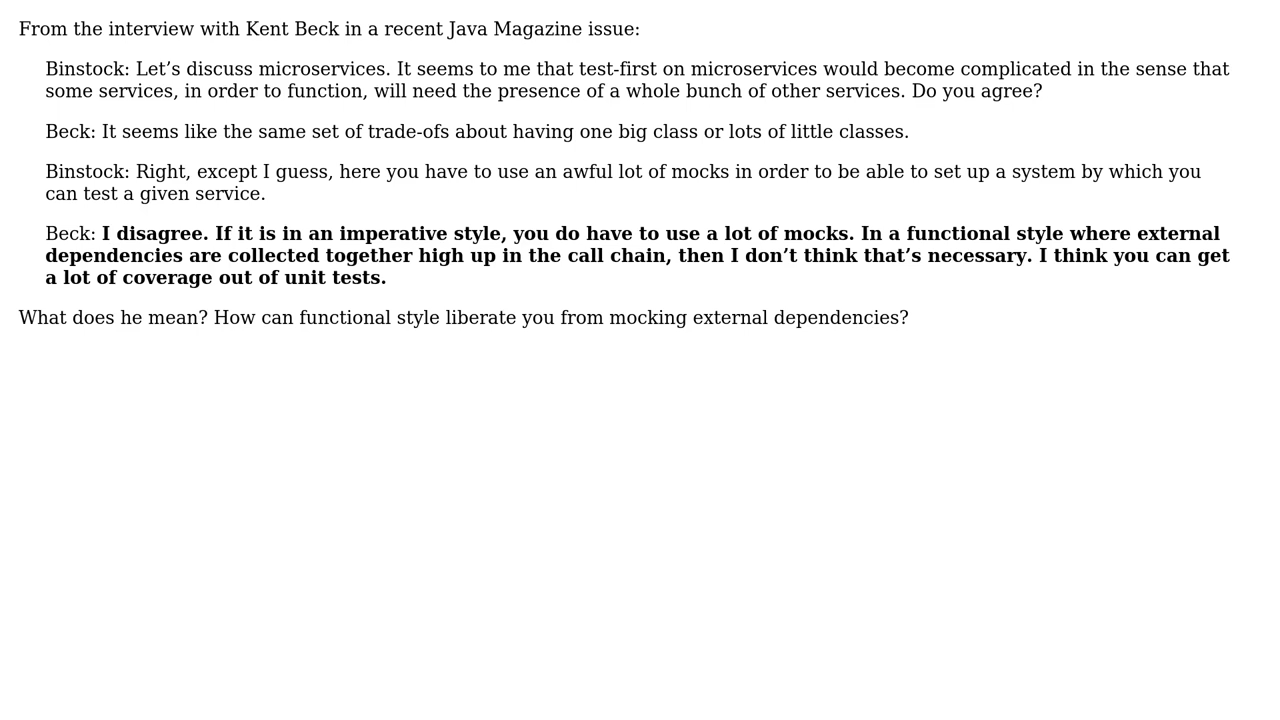 From the interview with Kent Beck in a recent Java Magazine issue:
Binstock: Let’s discuss microservices. It seems to me that test-first on microservices would become complicated in the sense that
some services, in order to function, will need the presence of a whole bunch of other services. Do you agree?
Beck: It seems like the same set of trade-ofs about having one big class or lots of little classes.
Binstock: Right, except I guess, here you have to use an awful lot of mocks in order to be able to set up a system by which you
can test a given service.
Beck: I disagree. If it is in an imperative style, you do have to use a lot of mocks. In a functional style where external
dependencies are collected together high up in the call chain, then I don’t think that’s necessary. I think you can get
a lot of coverage out of unit tests.
What does he mean? How can functional style liberate you from mocking external dependencies?